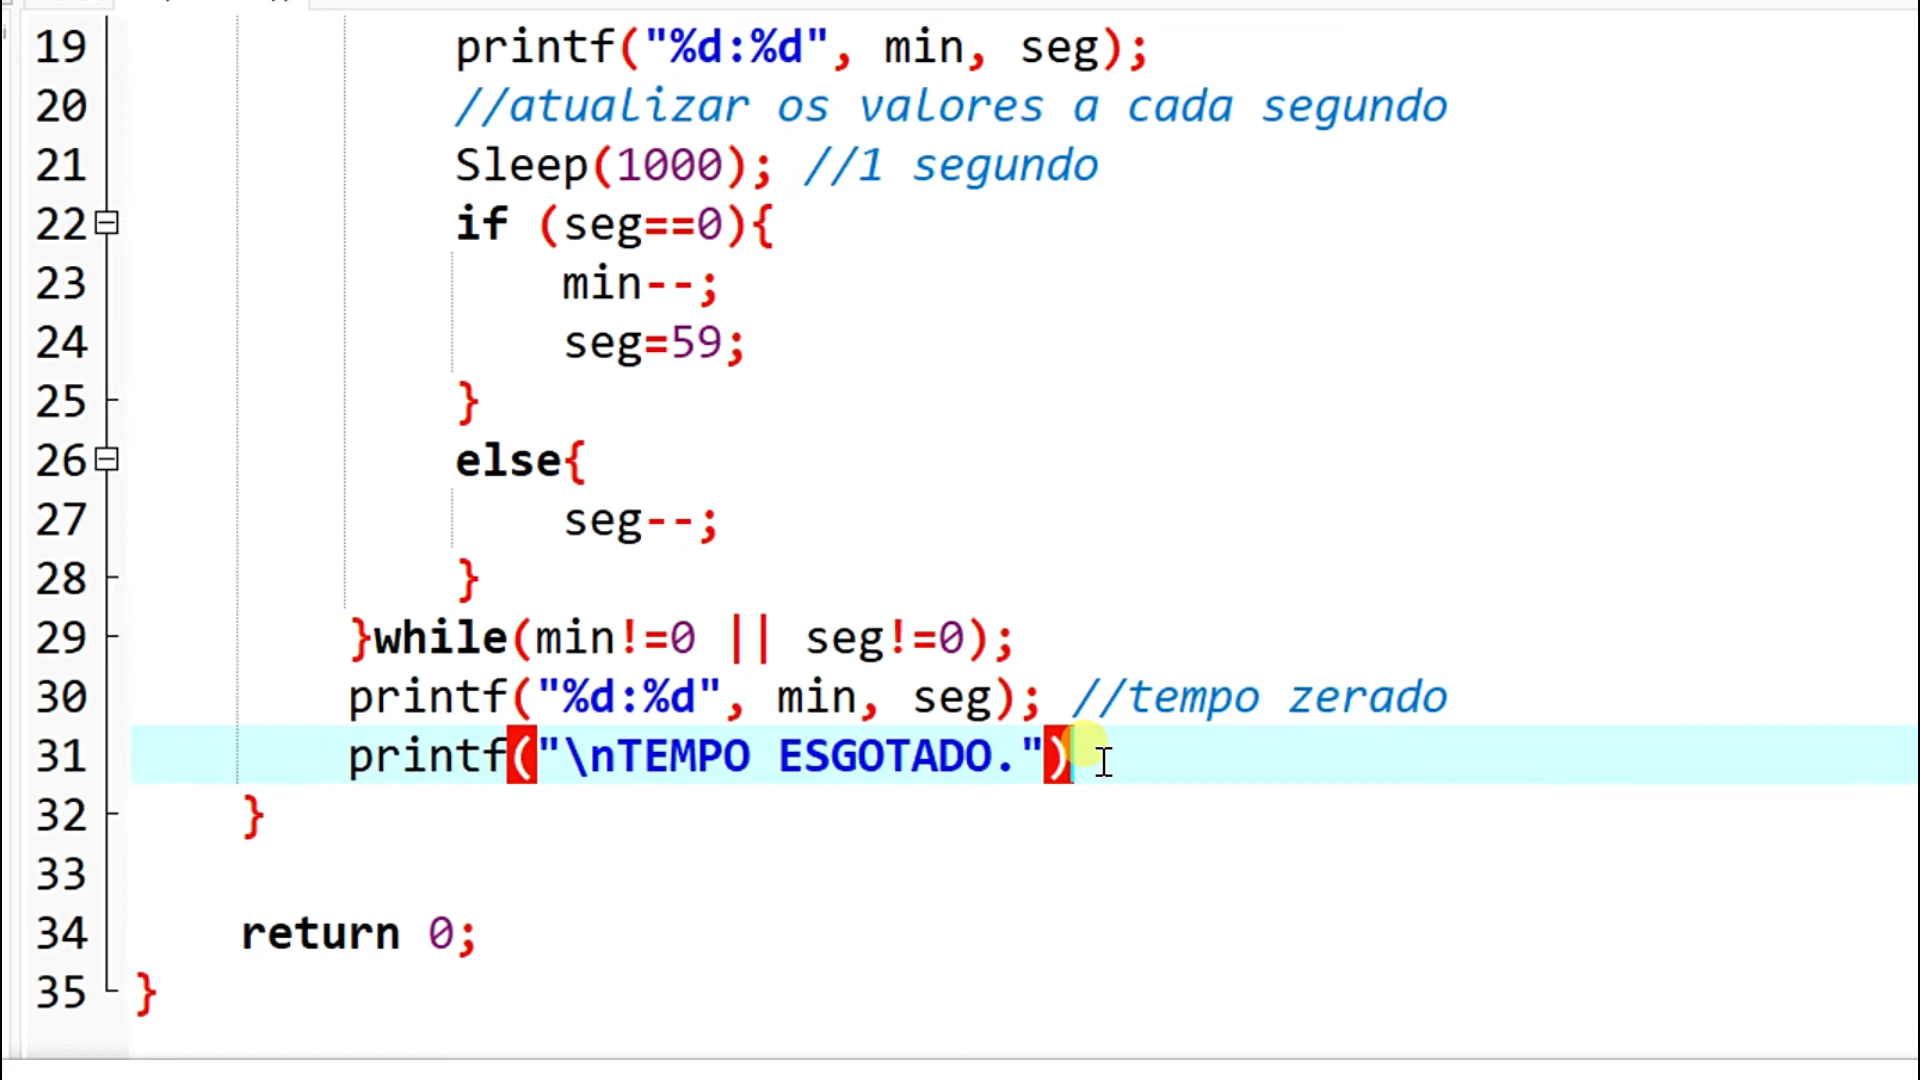 19 printf("%d:%d", min, seg);
20 //atualizar os valores a cada segundo
21 Sleep(1000); //1 segundo
22 if (seg==0){
23 min--;
24 seg=59;
25 }
26 else{
27 seg--;
28 }
29 }while(min!=0 || seg!=0);
30 printf("%d:%d", min, seg); //tempo zerado
31 printf("\nTEMPO ESGOTADO.")
32 }
33
34 return 0;
35 }